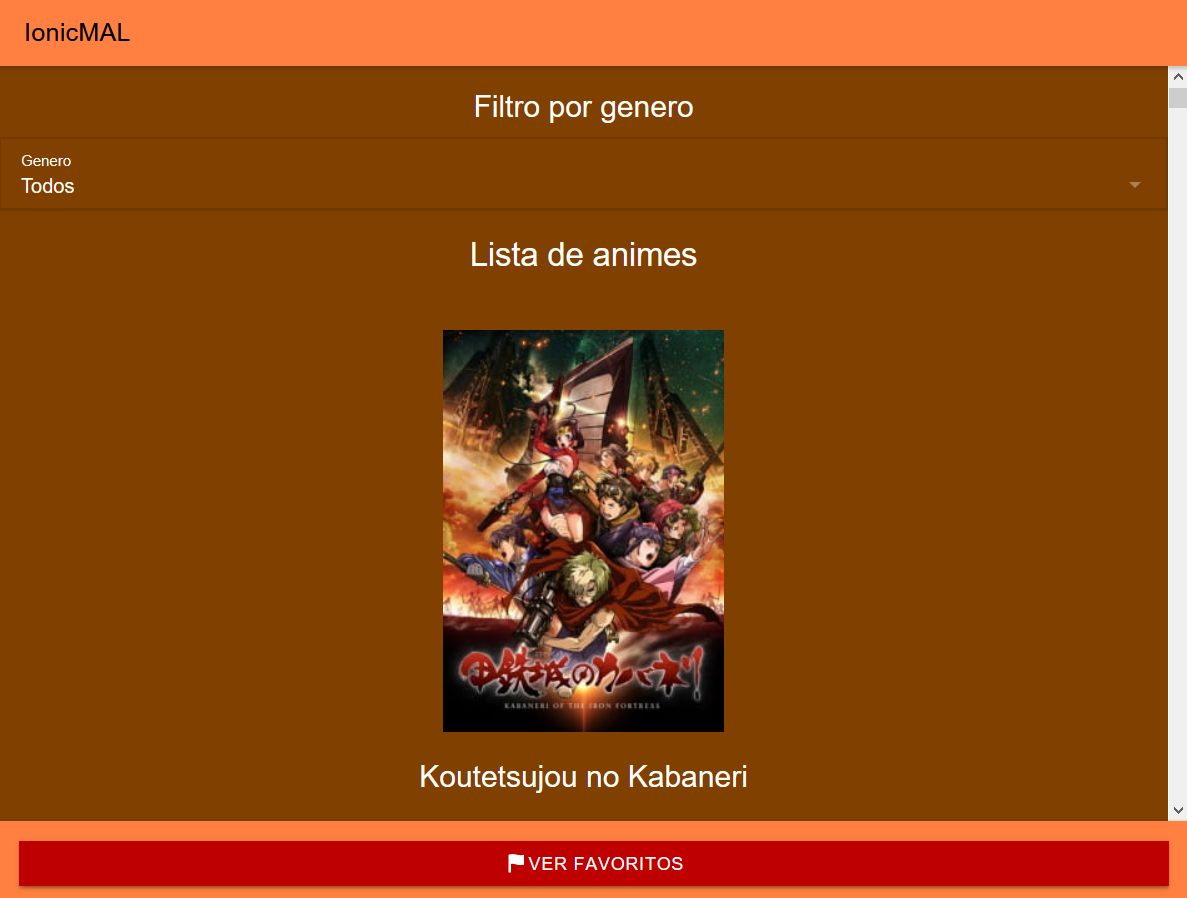 IonicMAL
Filtro por genero
Genero
Todos
Lista de animes
甲鉄城のカバネリ
KABANERI OF THE IRON FORTRESS
Koutetsujou no Kabaneri
VER FAVORITOS